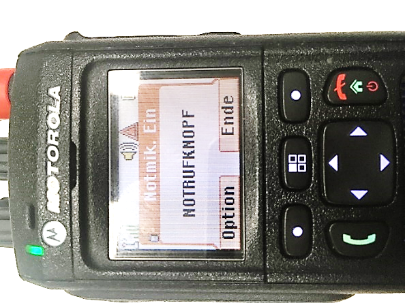 MOTOROLA
Notmik. Ein
NOTRUFKNOPF
Option Ende